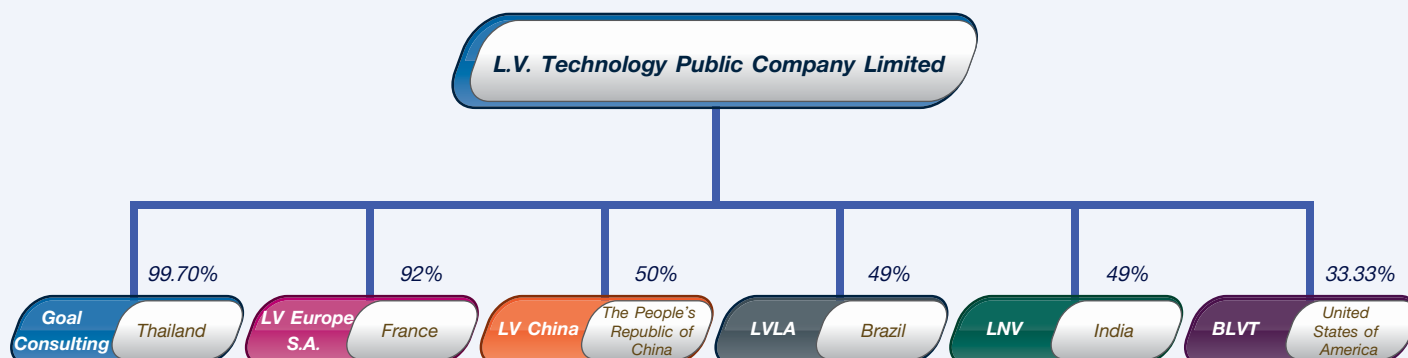 L.V. Technology Public Company Limited
99.70%
92%
50%
49%
49%
33.33%
Goal
Consulting
Thailand
LV Europe
S.A.
France
LV China
The People's
Republic of
China
LVLA
Brazil
LNV
India
BLVT
United
States of
America